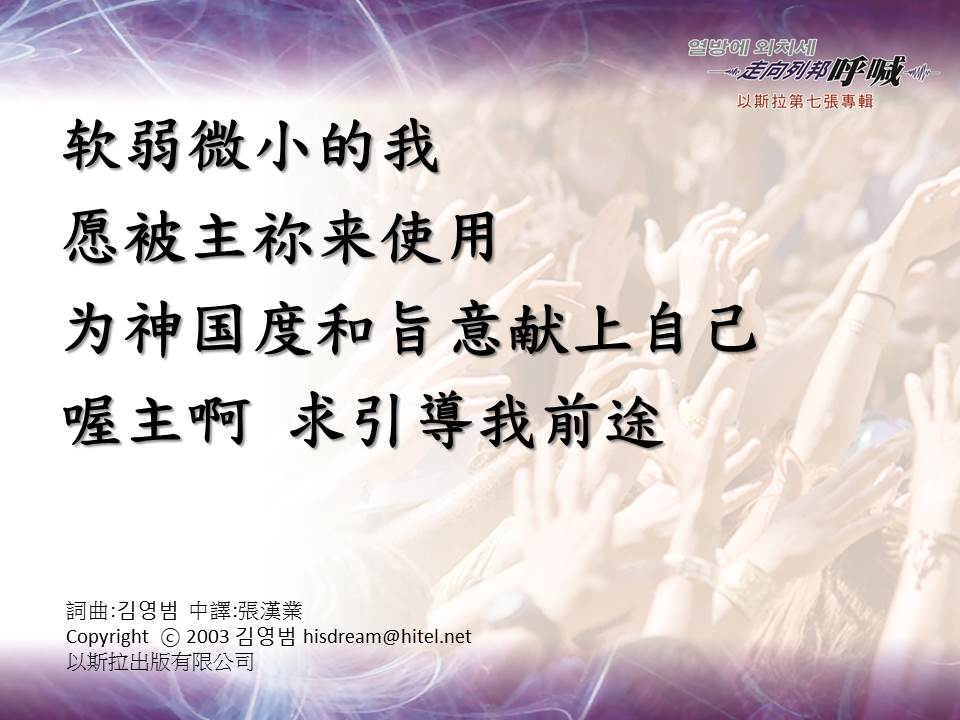 열방에 외치세
走向列邦呼喊
以斯拉第七張專輯
软弱微小的我
愿被主祢来使用
为神国度和旨意献上自己
喔主啊 求引導我前途
詞曲:김영범 中譯:張漢業
Copyright ⓒ 2003 김영범 hisdream@hitel.net
以斯拉出版有限公司